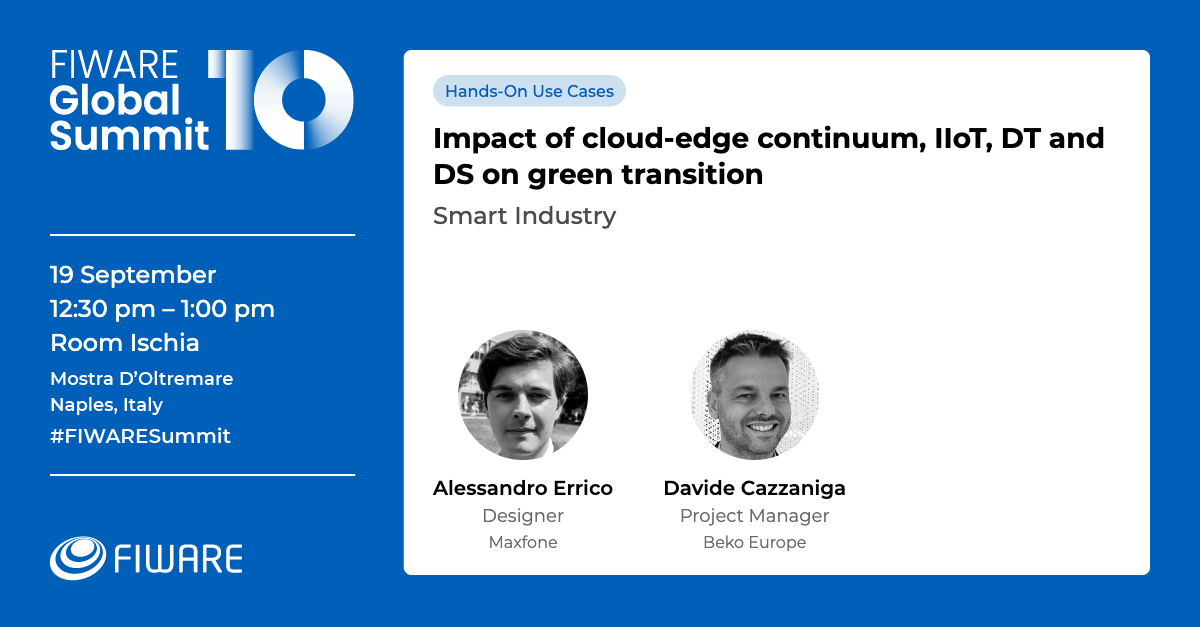 FIWARE
Global
Summit
10
19 September
12:30 pm – 1:00 pm
Room Ischia
Mostra D’Oltremare
Naples, Italy
#FIWARESummit
FIWARE
Hands-On Use Cases
Impact of cloud-edge continuum, IIoT, DT and
DS on green transition
Smart Industry
Alessandro Errico
Designer
Maxfone
Davide Cazzaniga
Project Manager
Beko Europe